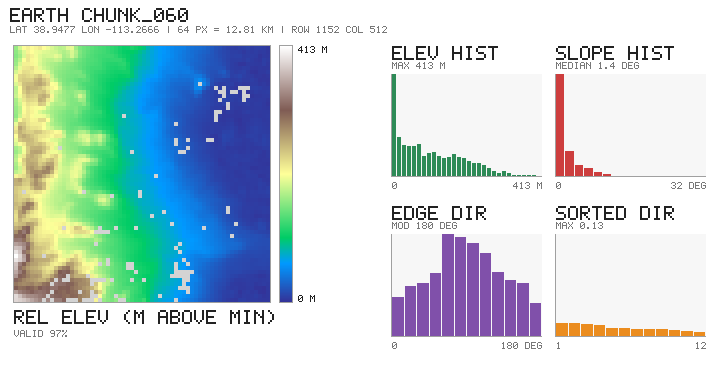 EARTH CHUNK_060
LAT 38.9477 LON -113.2666 | 64 PX = 12.81 KM | ROW 1152 COL 512
413 M
0 M
REL ELEV (M ABOVE MIN)
VALID 97%
ELEV HIST
MAX 413 M
0 413 M
SLOPE HIST
MEDIAN 1.4 DEG
0 32 DEG
EDGE DIR
MOD 180 DEG
0 180 DEG
SORTED DIR
MAX 0.13
1 12